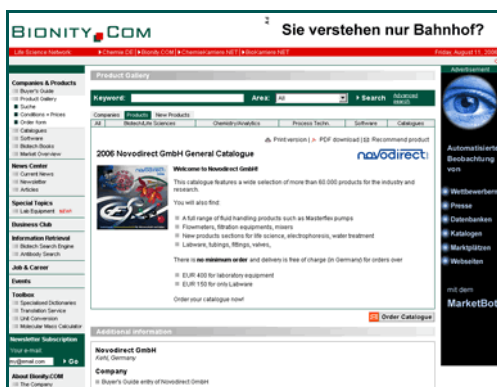 BIONITY.COM
Sie verstehen nur Bahnhof?
Life Science Network:
Chemie.DE | Bionity.COM | ChemieKarriere.NET | BioKarriere.NET
Friday, August 11, 2006
Companies & Products
Buyer's Guide
Product Gallery
Suche
Conditions + Prices
Order form
Catalogues
Software
Biotech Books
Market Overview
News Center
Current News
Newsletter
Articles
Special Topics
Lab Equipment NEW!
Business Club
Information Retrieval
Biotech Search Engine
Antibody Search
Job & Career
Events
Toolbox
Specialized Dictionaries
Translation Service
Unit Conversion
Molecular Mass Calculator
Newsletter Subscription
Your e-mail:
my@email.com Go
About Bionity.COM
The Company
Product Gallery
Keyword: Area: All Search Advanced search
Companies Products New Products
All Biotech/Life Sciences Chemistry/Analytics Process Techn. Software Catalogues
Print version | PDF download | Recommend product
2006 Novodirect GmbH General Catalogue
novodirect
Welcome to Novodirect GmbH!
This catalogue features a wide selection of more than 60.000 products for the industry and
research.
You will also find:
A full range of fluid handling products such as Masterflex pumps
Flowmeters, filtration equipments, mixers
New products sections for life science, electrophoresis, water treatment
Labware, tubings, fittings, valves,
There is no minimum order and delivery is free of charge (in Germany) for orders over
EUR 400 for laboratory equipment
EUR 150 for only Labware
Order your catalogue now!
Order Catalogue
Additional information
Novodirect GmbH
Kehl, Germany
Company
Buyer's Guide entry of Novodirect GmbH
Advertisement
Automatisierte
Beobachtung
von
Wettbewerbern
Presse
Datenbanken
Katalogen
Marktplätzen
Webseiten
mit dem
MarketBot